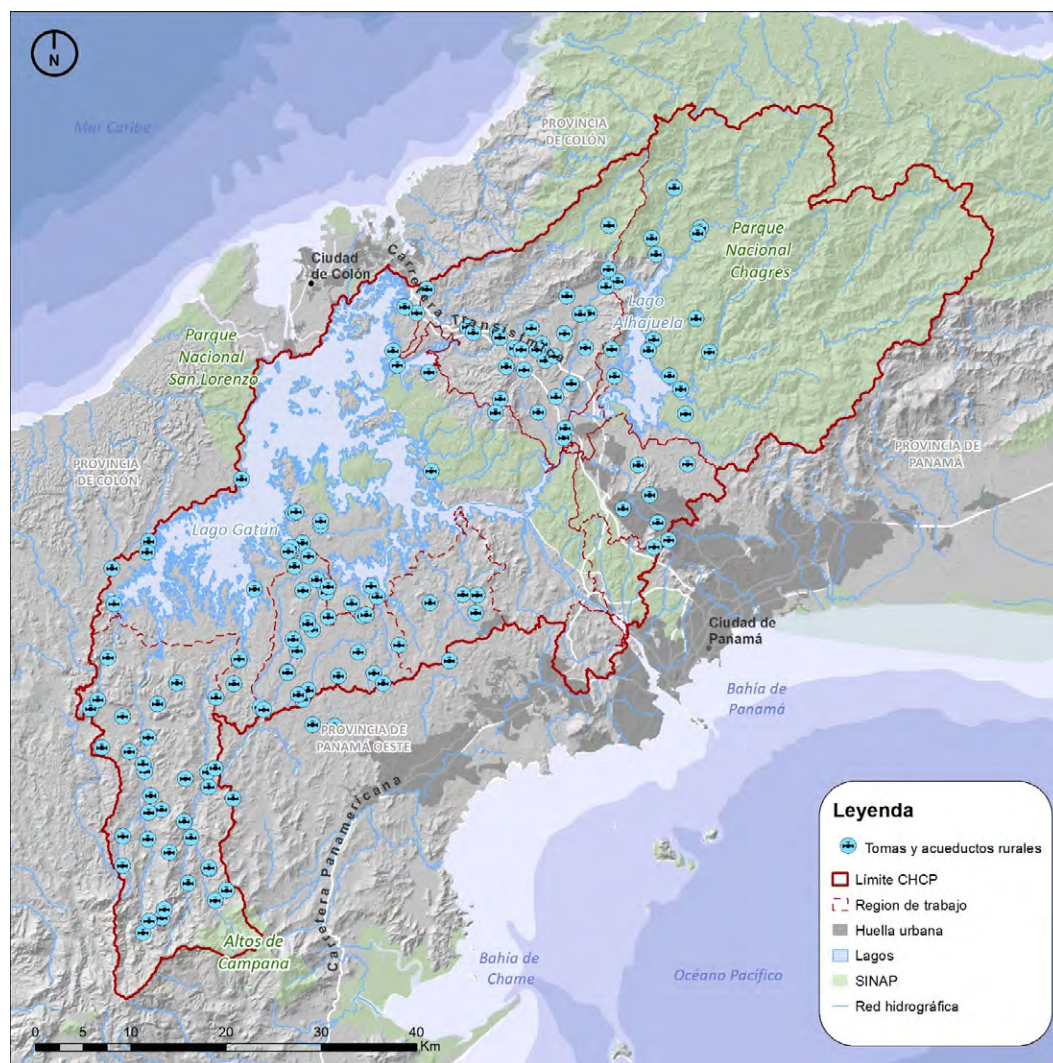 N
Mar Caribe
PROVINCIA
DE COLÓN
Parque
Nacional
Chagres
Ciudad
de Colón
Carretera Transístmica
Lago
Alhajuela
Parque
Nacional
San Lorenzo
PROVINCIA DE
PANAMÁ
PROVINCIA
DE COLÓN
Lago Gatún
Ciudad de
Panamá
Bahía de
Panamá
PROVINCIA DE
PANAMÁ OESTE
Carretera Panamericana
Altos de
Campana
Bahía de
Chame
Océano Pacífico
Leyenda
Tomas y acueductos rurales
Límite CHCP
Region de trabajo
Huella urbana
Lagos
SINAP
Red hidrográfica
0 5 10 20 30 40
Km